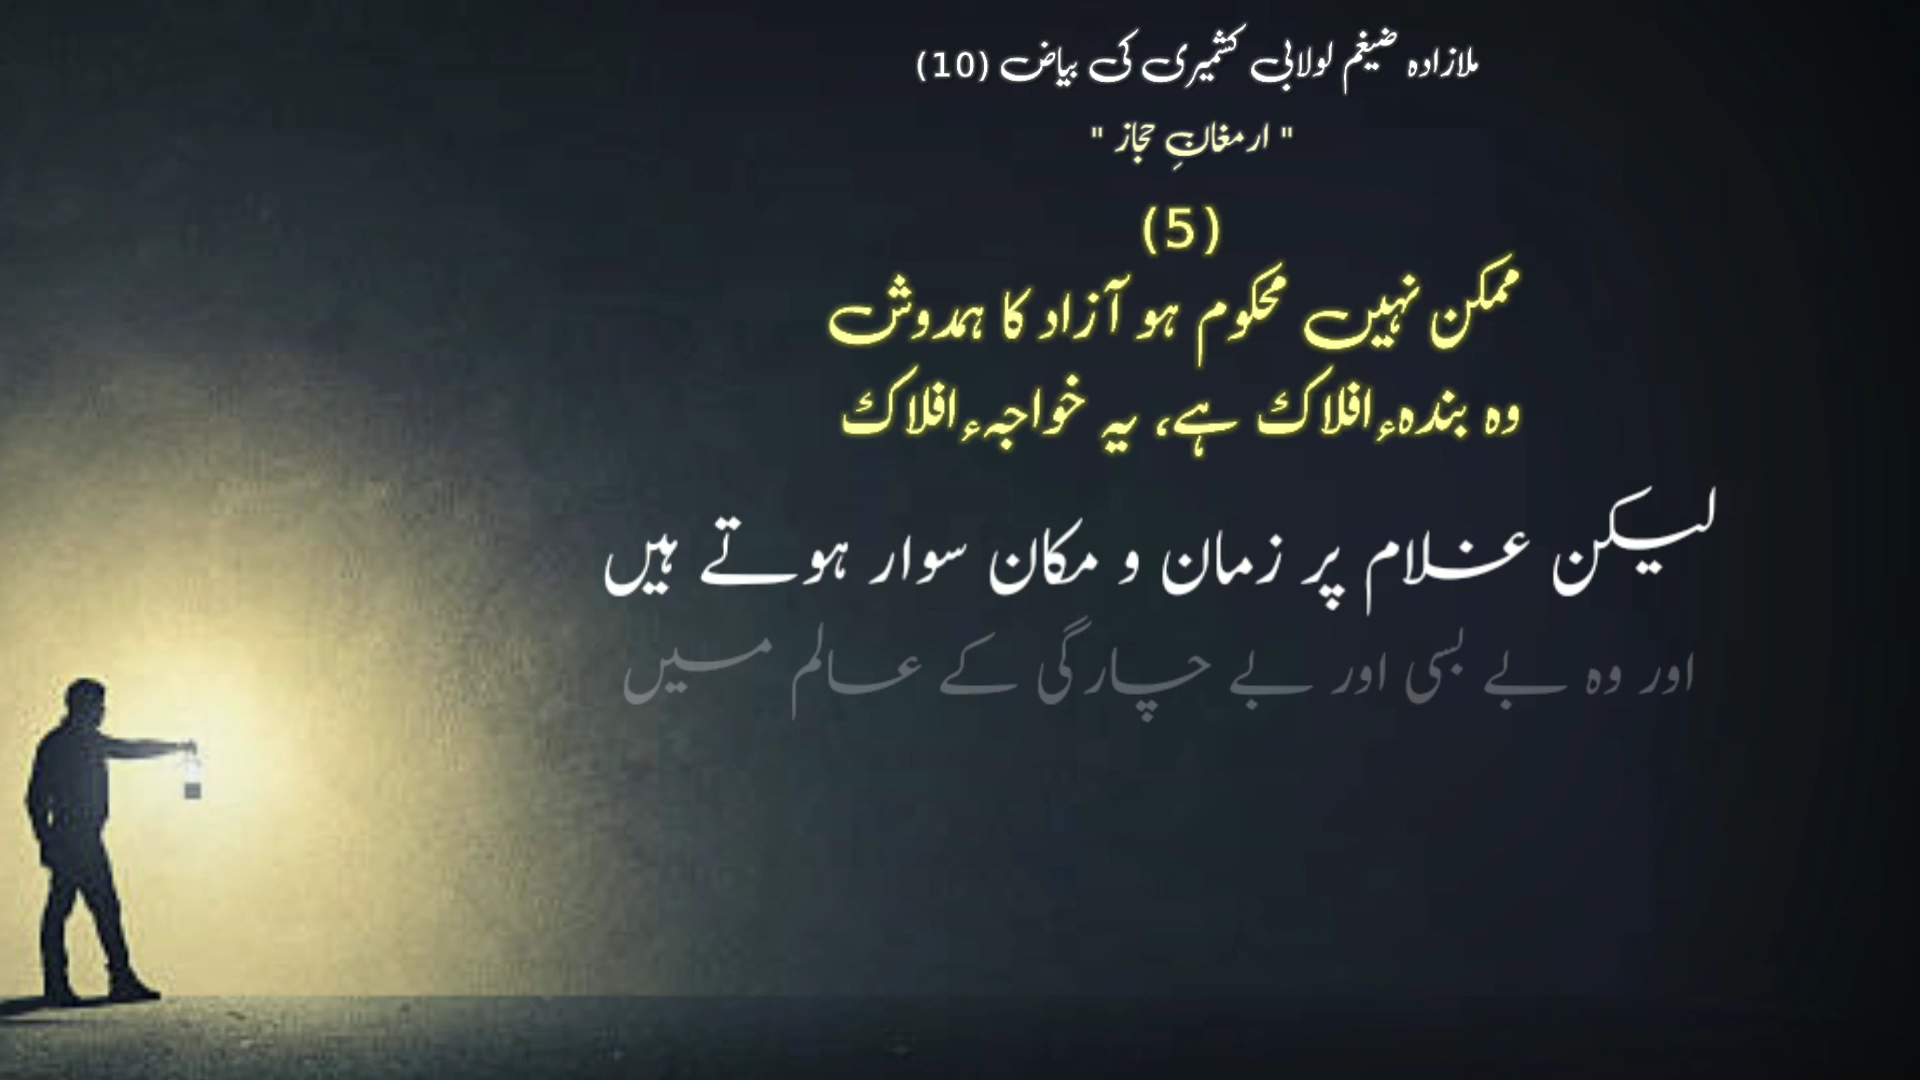 ملازادہ ضیغم لولابی کشمیری کی بیاض (10)
" ارمغانِ حجاز "
(5)
ممکن نہیں محکوم ہو آزاد کا ہمدوش
وہ بندہء افلاک ہے، یہ خواجہء افلاک
لیکن غلام پر زمان و مکان سوار ہوتے ہیں
اور وہ بے بسی اور بے چارگی کے عالم میں